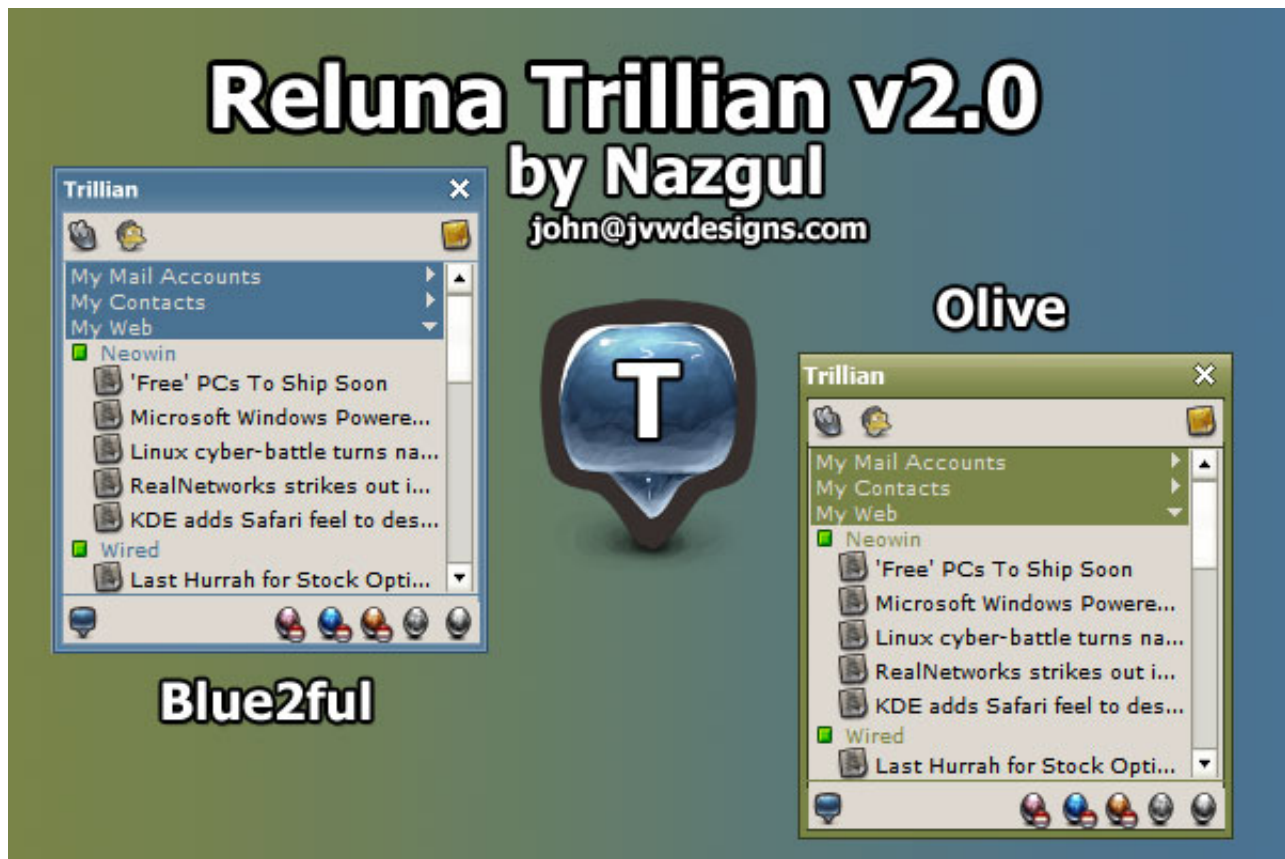 Reluna Trillian v2.0
by Nazgul
john@jvwdesigns.com
Trillian
My Mail Accounts
My Contacts
My Web
Neowin
'Free' PCs To Ship Soon
Microsoft Windows Powere...
Linux cyber-battle turns na...
RealNetworks strikes out i...
KDE adds Safari feel to des...
Wired
Last Hurrah for Stock Opti...
Blue2ful
T
Olive
Trillian
My Mail Accounts
My Contacts
My Web
Neowin
'Free' PCs To Ship Soon
Microsoft Windows Powere...
Linux cyber-battle turns na...
RealNetworks strikes out i...
KDE adds Safari feel to des...
Wired
Last Hurrah for Stock Opti...